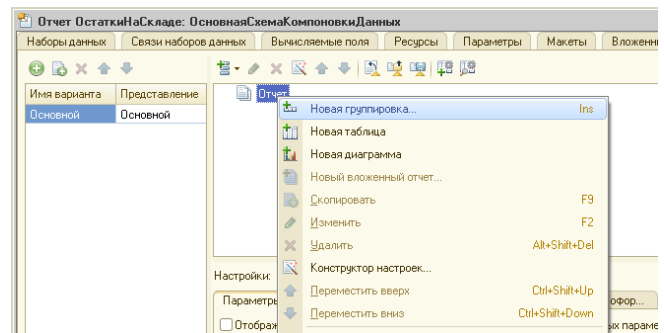 Отчет ОстаткиНаСкладе: ОсновнаяСхемаКомпоновкиДанных
Наборы данных Связи наборов данных Вычисляемые поля Ресурсы Параметры Макеты Вложенн
Имя варианта Представление
Основной Основной
Отчет
Новая группировка... Ins
Новая таблица
Новая диаграмма
Новый вложенный отчет...
Скопировать F9
Изменить F2
Удалить Alt+Shift+Del
Конструктор настроек...
Переместить вверх Ctrl+Shift+Up
Переместить вниз Ctrl+Shift+Down
Настройки:
Параметры офор...
Отображ ых параме